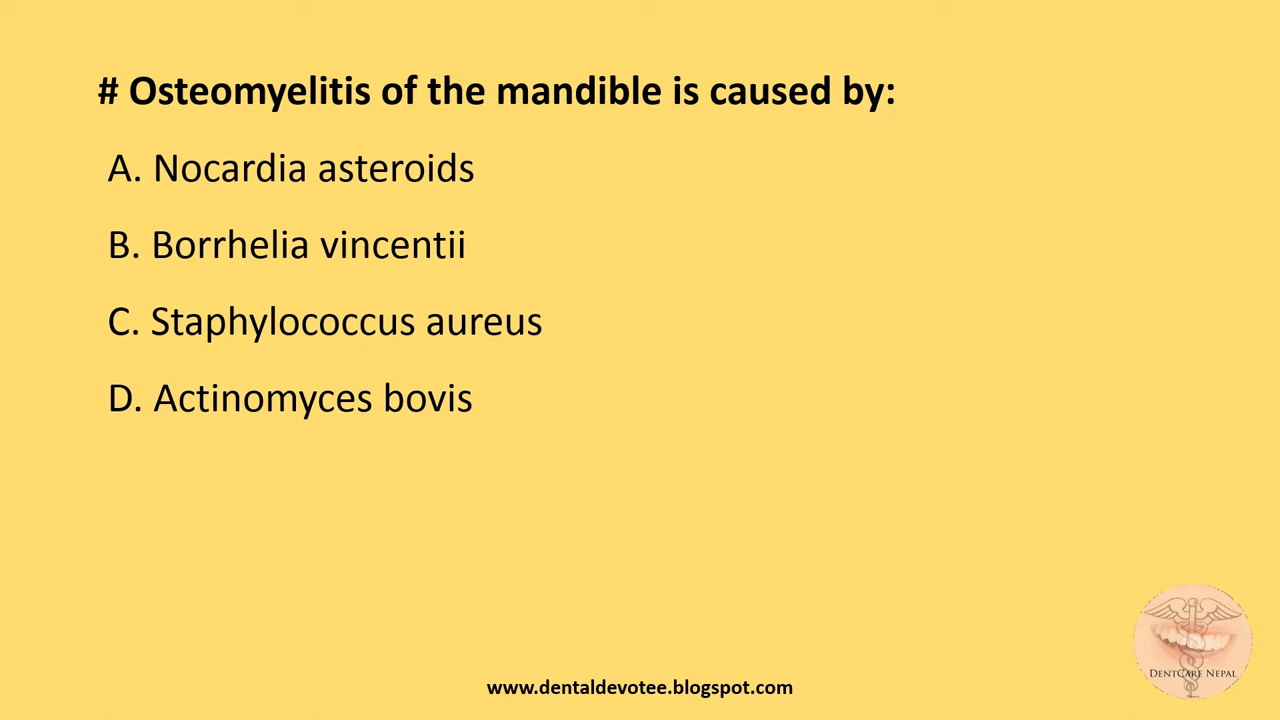 # Osteomyelitis of the mandible is caused by:
A. Nocardia asteroids
B. Borrhelia vincentii
C. Staphylococcus aureus
D. Actinomyces bovis
DENTCARE NEPAL
www.dentaldevotee.blogspot.com